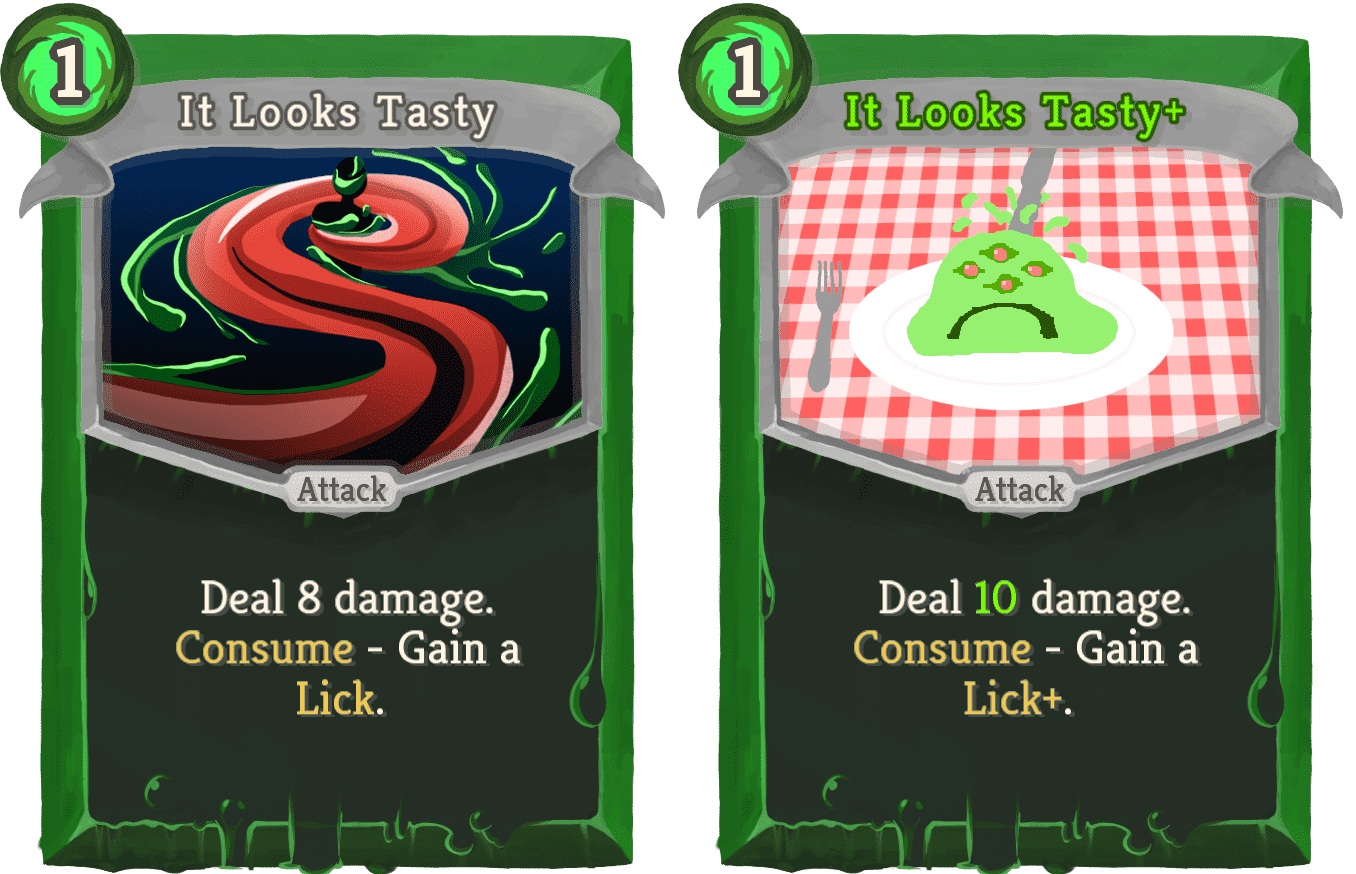 1
It Looks Tasty
Attack
Deal 8 damage.
Consume - Gain a
Lick.
1
It Looks Tasty+
Attack
Deal 10 damage.
Consume - Gain a
Lick+.